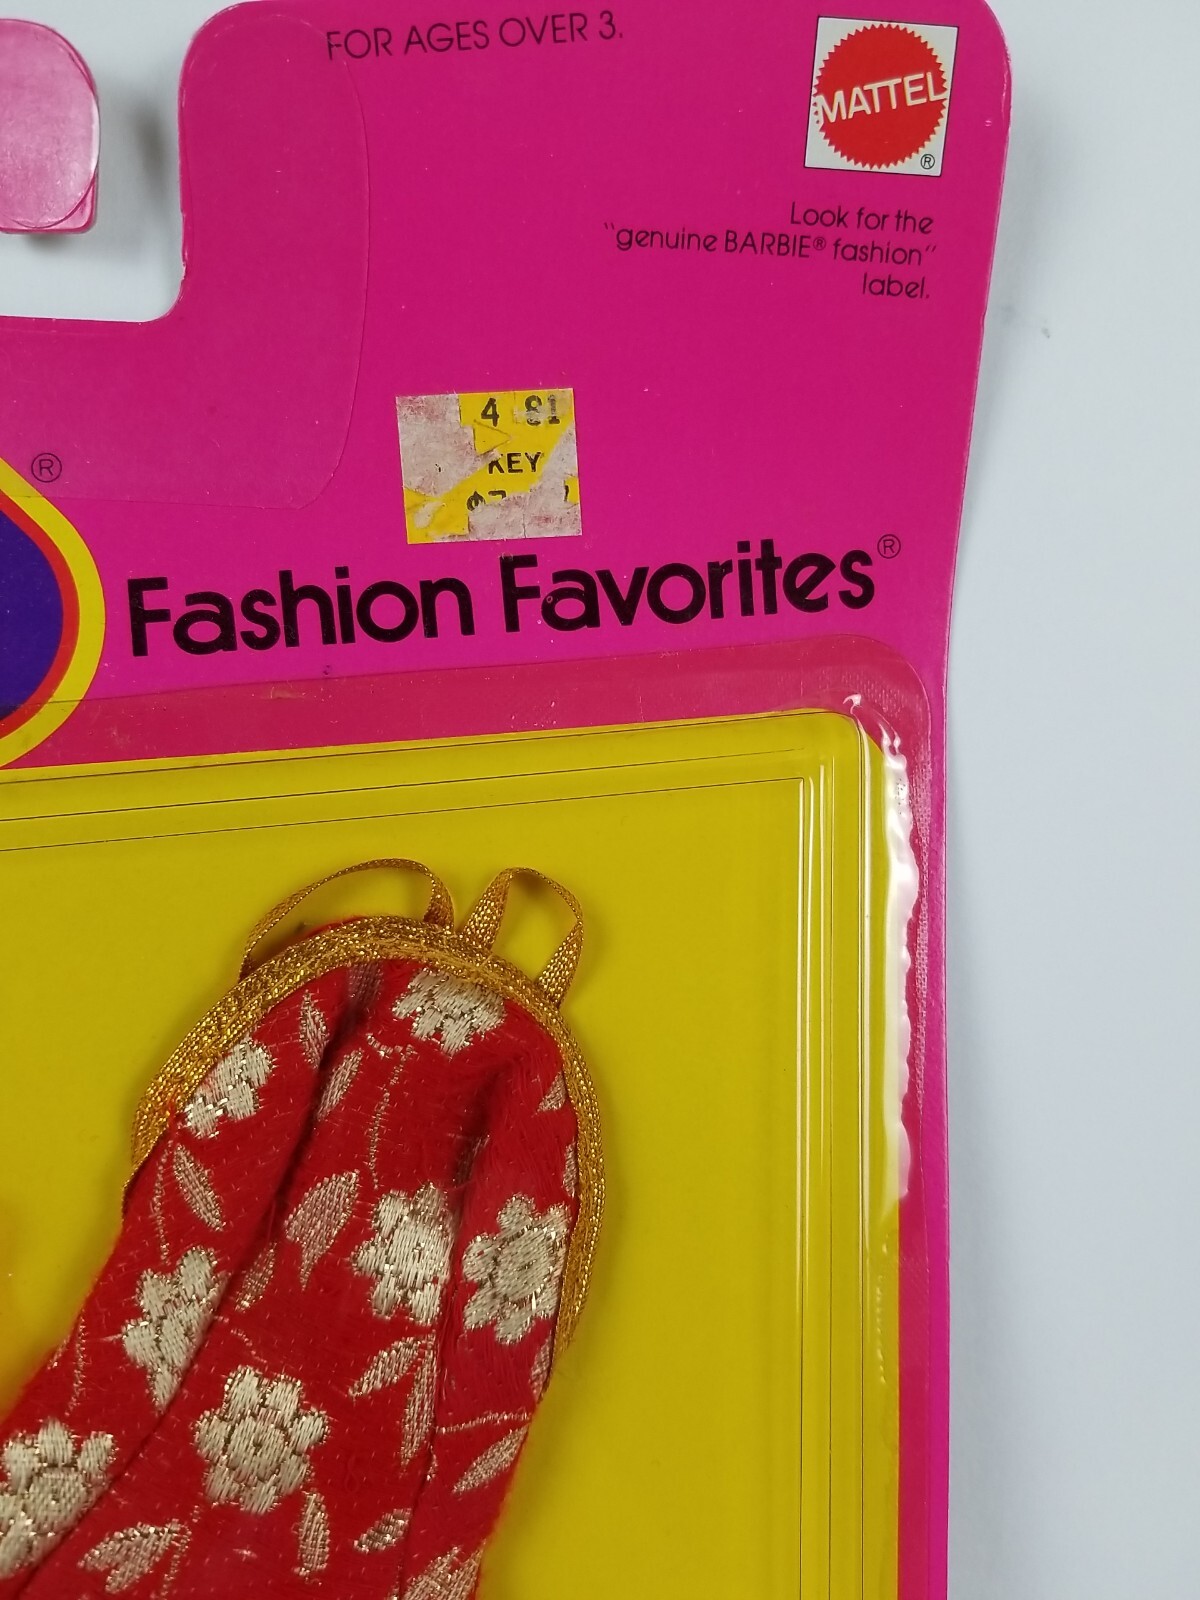 FOR AGES OVER 3.
MATTEL
®
Look for the
"genuine BARBIE® fashion"
label.
4 81
KEY
®
Fashion Favorites®